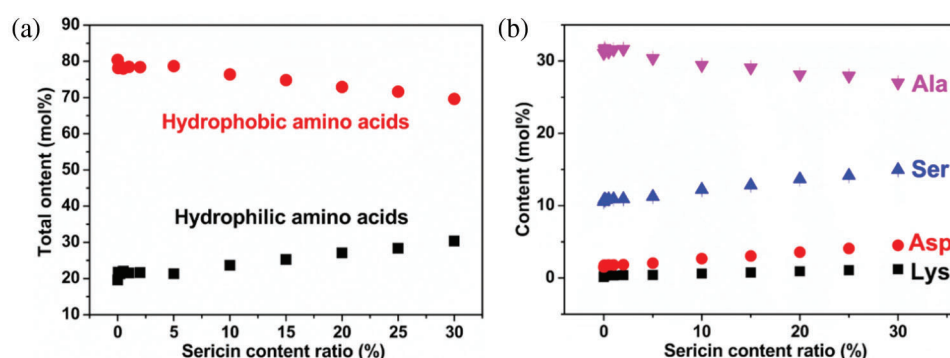 (a)
Total ontent (mol%)
100
90
80
70
60
50
40
30
20
10
Hydrophobic amino acids
Hydrophilic amino acids
0 5 10 15 20 25 30
Sericin content ratio (%)
(b)
Content (mol%)
30
20
10
0
Ala
Ser
Asp
Lys
0 10 20 30
Sericin content ratio (%)